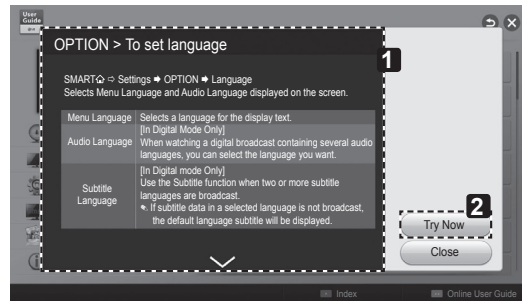 User
Guide
OPTION > To set language
1
SMART ⇨ Settings ➡ OPTION ➡ Language
Selects Menu Language and Audio Language displayed on the screen.
Menu Language Selects a language for the display text.
Audio Language [In Digital Mode Only]
When watching a digital broadcast containing several audio
languages, you can select the language you want.
Subtitle Language [In Digital mode Only]
Use the Subtitle function when two or more subtitle
languages are broadcast.
If subtitle data in a selected language is not broadcast,
the default language subtitle will be displayed.
2
Try Now
Close
Index
Online User Guide